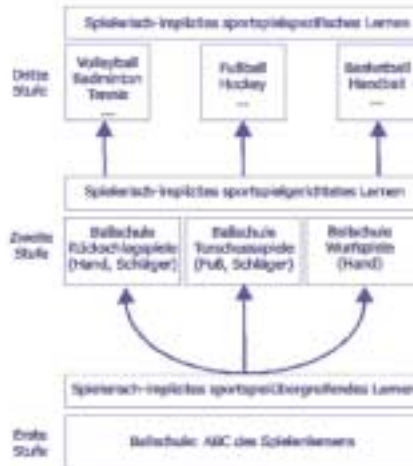 Spielerisch-implizites sportspielspezifisches Lernen
Dritte
Stufe
Volleyball
Badminton
Tennis
...
Fußball
Hockey
...
Basketball
Handball
...
Spielerisch-implizites sportspielgerichtetes Lernen
Zweite
Stufe
Ballschule
Rückschlagspiele
(Hand, Schläger)
Ballschule
Torschussspiele
(Fuß, Schläger)
Ballschule
Wurfspiele
(Hand)
Spielerisch-implizites sportspielübergreifendes Lernen
Erste
Stufe
Ballschule: ABC des Spielenlernens